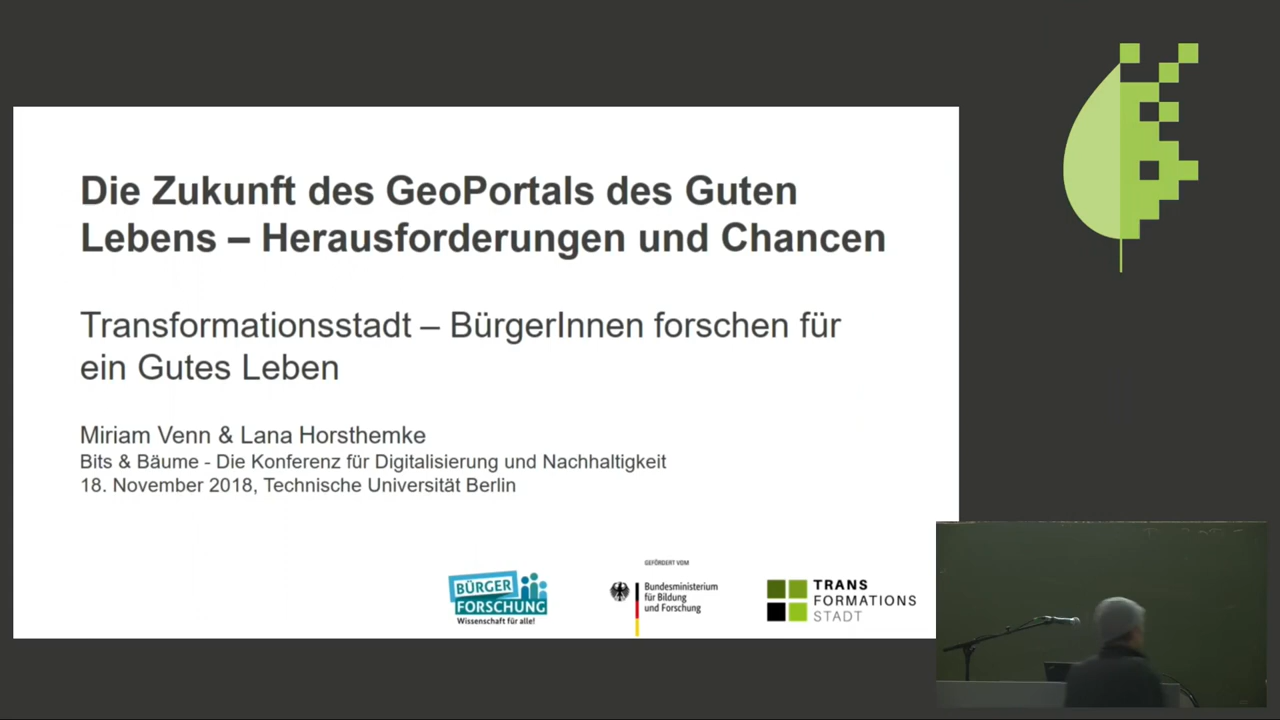 Die Zukunft des GeoPortals des Guten
Lebens – Herausforderungen und Chancen
Transformationsstadt – BürgerInnen forschen für
ein Gutes Leben
Miriam Venn & Lana Horsthemke
Bits & Bäume - Die Konferenz für Digitalisierung und Nachhaltigkeit
18. November 2018, Technische Universität Berlin
BÜRGER
FORSCHUNG
Wissenschaft für alle!
GEFÖRDERT VOM
Bundesministerium
für Bildung
und Forschung
TRANS
FORMATIONS
STADT